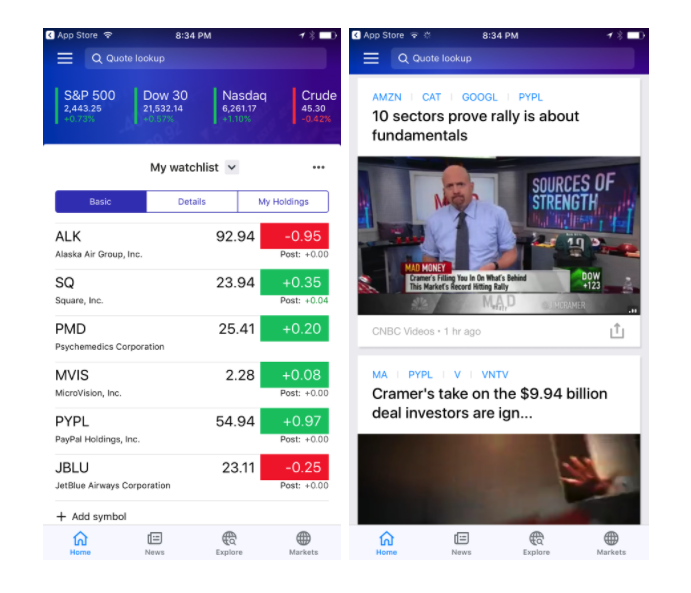 App Store
8:34 PM
Quote lookup
S&P 500
2,443.25
+0.73%
Dow 30
21,532.14
+0.57%
Nasdaq
6,261.17
+1.10%
Crude
45.30
-0.42%
My watchlist
Basic
Details
My Holdings
ALK
92.94
-0.95
Alaska Air Group, Inc.
Post: +0.00
SQ
23.94
+0.35
Square, Inc.
Post: +0.04
PMD
25.41
+0.20
Psychemedics Corporation
MVIS
2.28
+0.08
MicroVision, Inc.
Post: +0.00
PYPL
54.94
+0.97
PayPal Holdings, Inc.
Post: +0.00
JBLU
23.11
-0.25
JetBlue Airways Corporation
Post: +0.00
+ Add symbol
Home
News
Explore
Markets
App Store
8:34 PM
Quote lookup
AMZN | CAT | GOOGL | PYPL
10 sectors prove rally is about
fundamentals
SOURCES OF
STRENGTH
MAD MONEY
Cramer's Filling You In On What's Behind
This Market's Record Hitting Rally
DOW
+123
MAD
@JIMCRAMER
CNBC Videos • 1 hr ago
MA | PYPL | V | VNTV
Cramer's take on the $9.94 billion
deal investors are ign...
Home
News
Explore
Markets